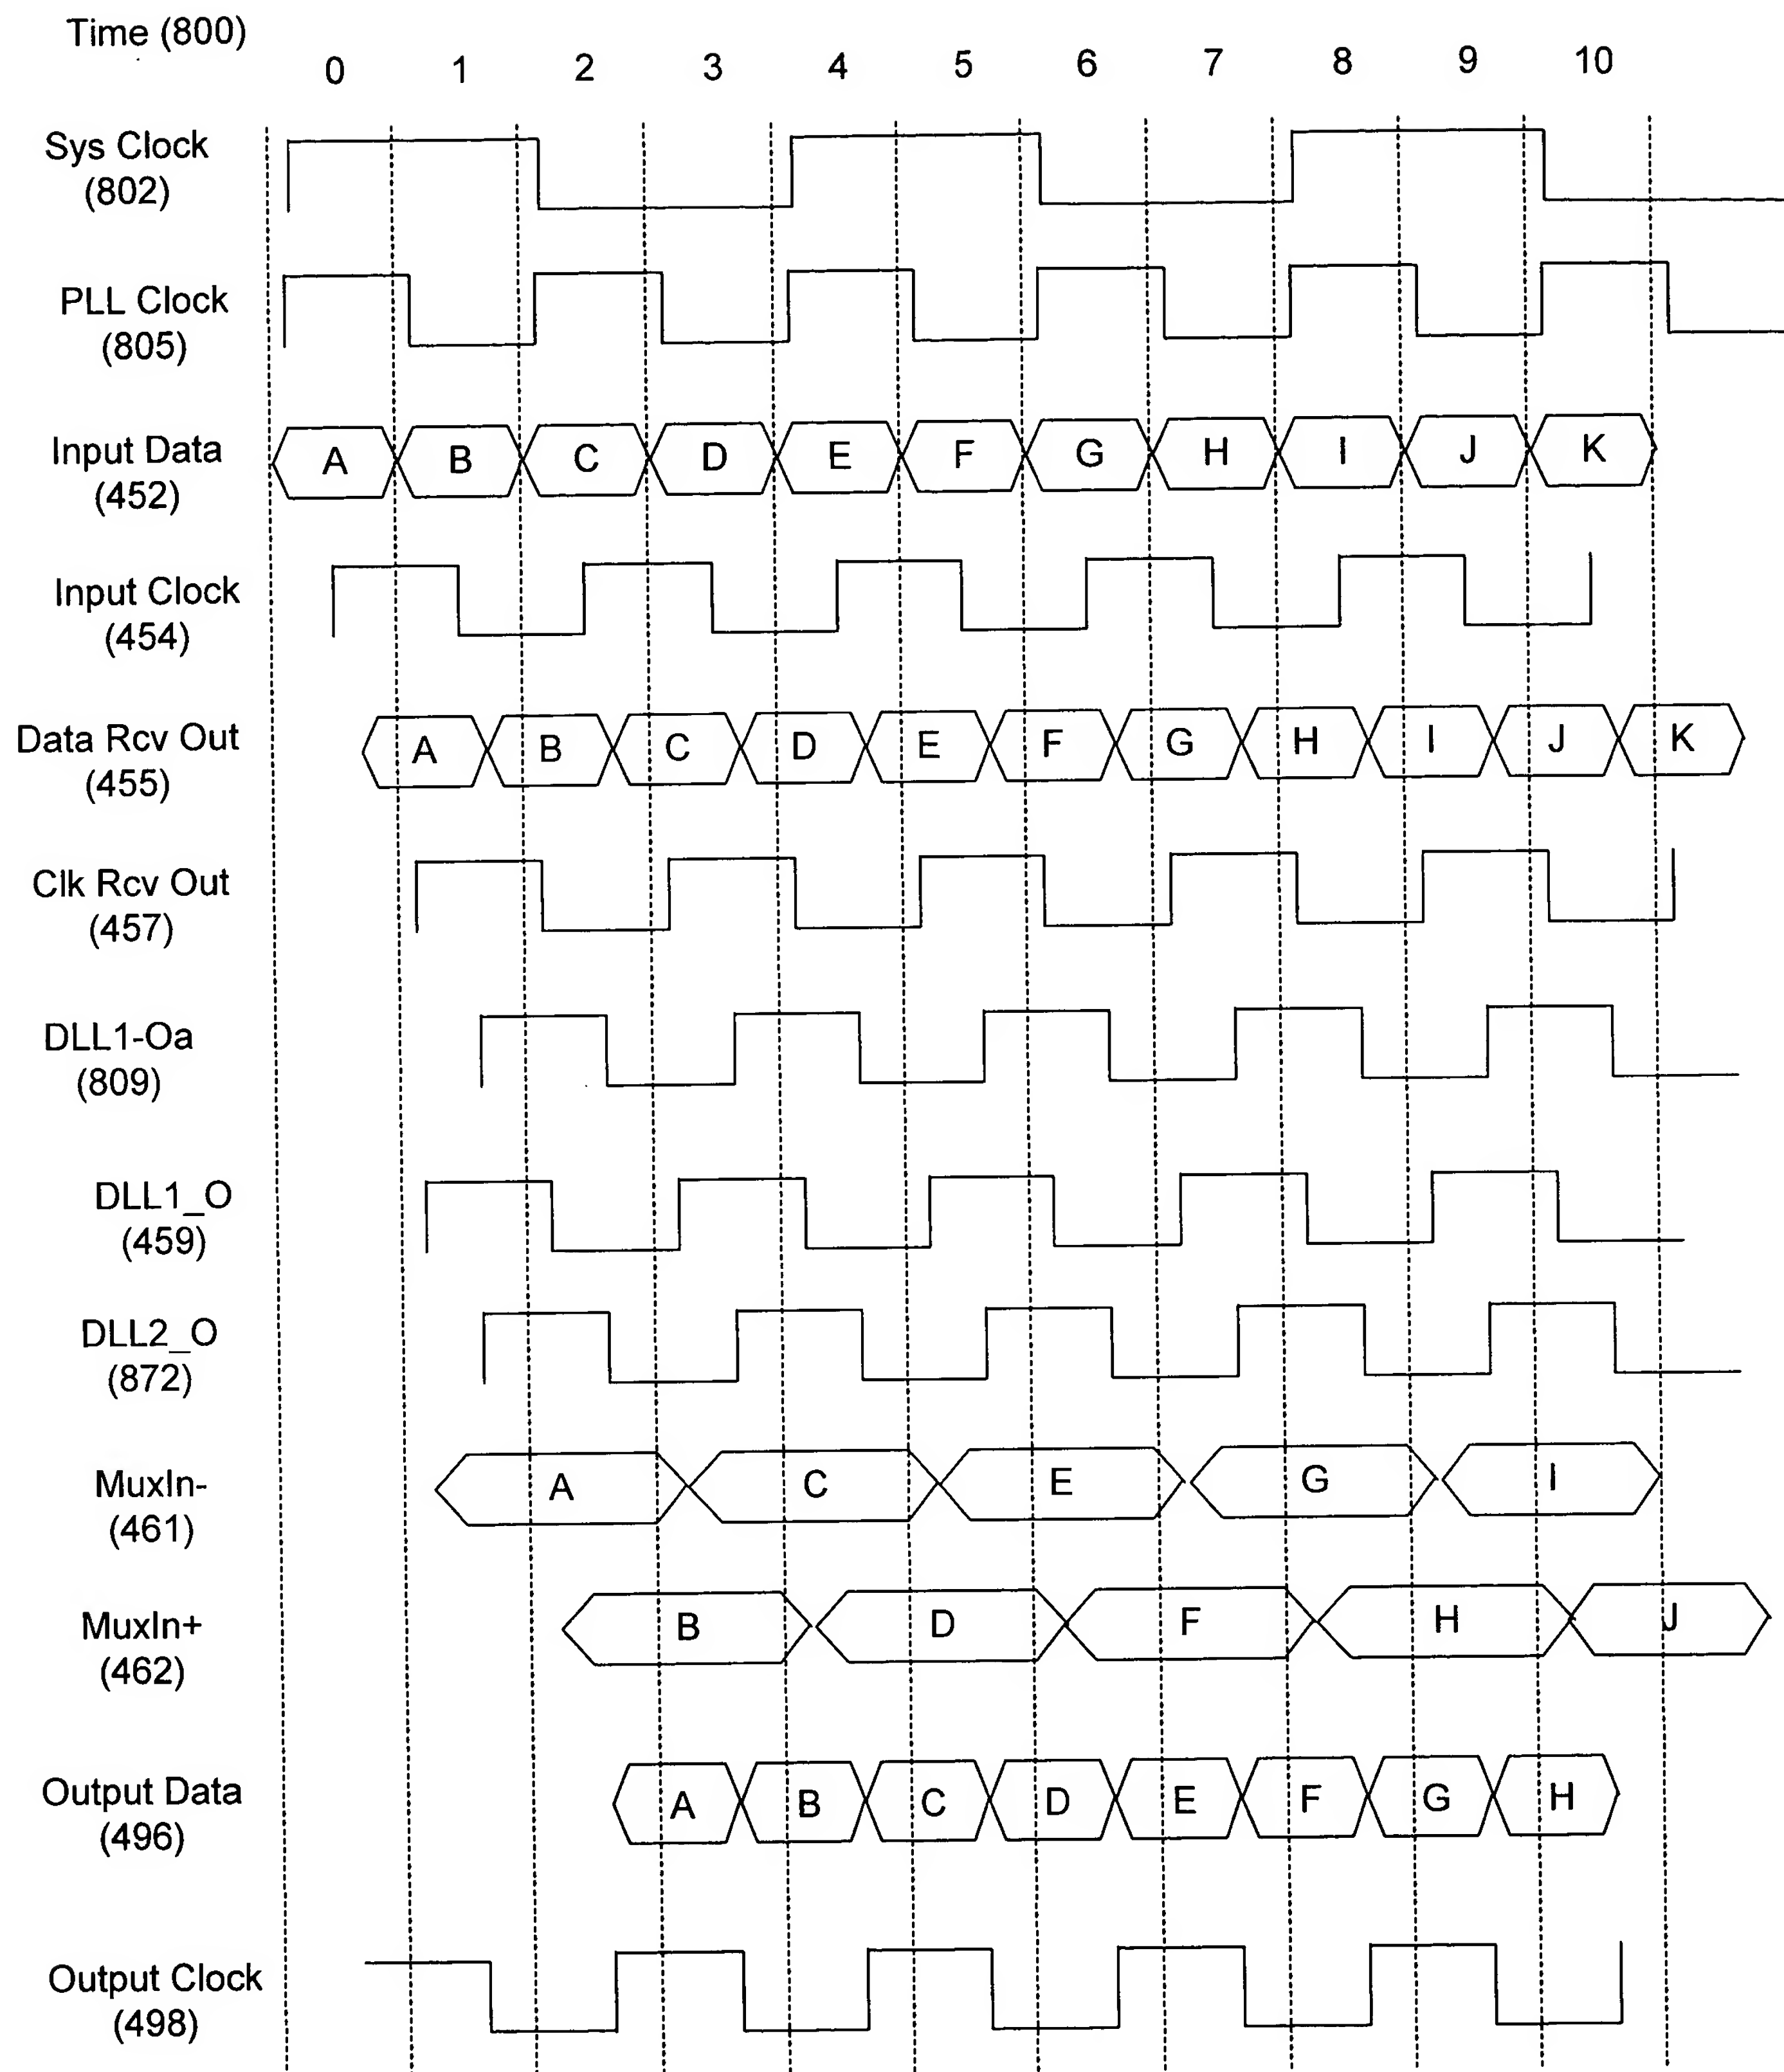 Time (800)
0 1 2 3 4 5 6 7 8 9 10
Sys Clock
(802)
PLL Clock
(805)
Input Data
(452)
A B C D E F G H I J K
Input Clock
(454)
Data Rcv Out
(455)
A B C D E F G H I J K
Clk Rcv Out
(457)
DLL1-Oa
(809)
DLL1_O
(459)
DLL2_O
(872)
MuxIn-
(461)
A C E G I
MuxIn+
(462)
B D F H J
Output Data
(496)
A B C D E F G H
Output Clock
(498)